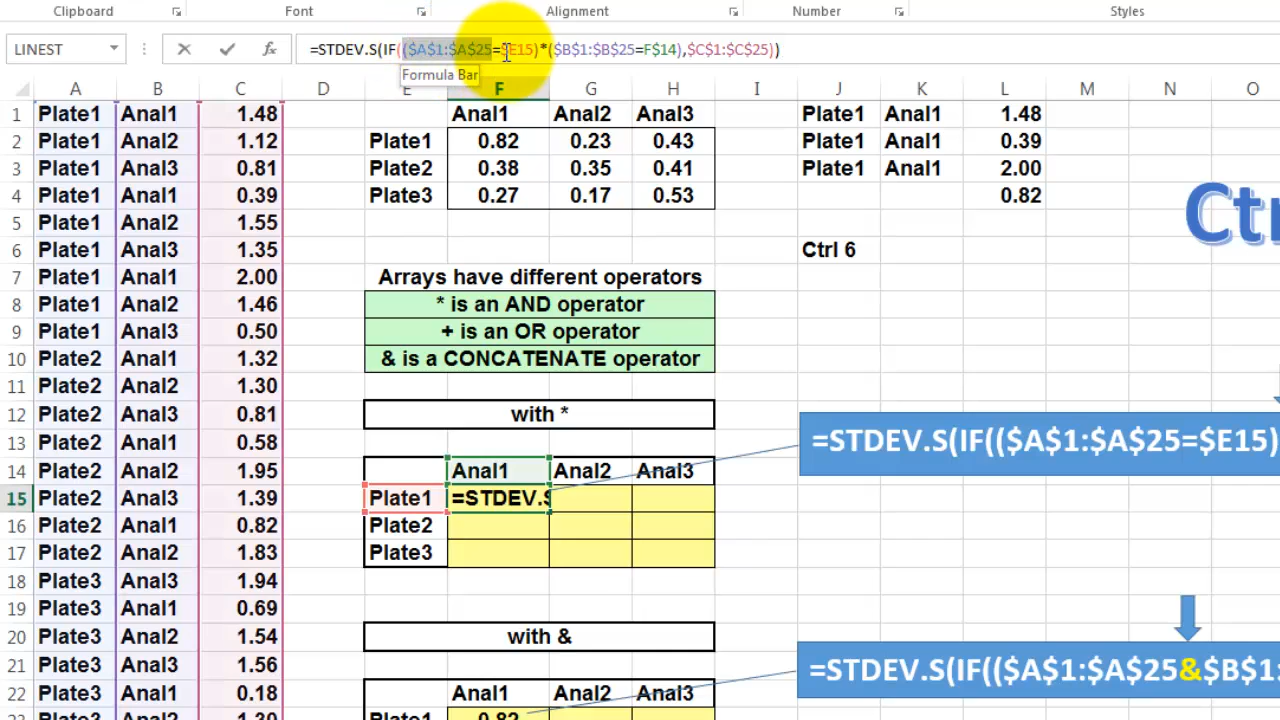 Clipboard Font Alignment Number Styles
LINEST =STDEV.S(IF(($A$1:$A$25=$E15)*($B$1:$B$25=F$14),$C$1:$C$25))
Formula Bar
A B C D E F G H I J K L M N O
1 Plate1 Anal1 1.48 Anal1 Anal2 Anal3 Plate1 Anal1 1.48
2 Plate1 Anal2 1.12 Plate1 0.82 0.23 0.43 Plate1 Anal1 0.39
3 Plate1 Anal3 0.81 Plate2 0.38 0.35 0.41 Plate1 Anal1 2.00
4 Plate1 Anal1 0.39 Plate3 0.27 0.17 0.53 0.82
5 Plate1 Anal2 1.55
6 Plate1 Anal3 1.35 Ctrl 6
7 Plate1 Anal1 2.00 Arrays have different operators
8 Plate1 Anal2 1.46 * is an AND operator
9 Plate1 Anal3 0.50 + is an OR operator
10 Plate2 Anal1 1.32 & is a CONCATENATE operator
11 Plate2 Anal2 1.30
12 Plate2 Anal3 0.81 with *
13 Plate2 Anal1 0.58 =STDEV.S(IF(($A$1:$A$25=$E15)
14 Plate2 Anal2 1.95 Anal1 Anal2 Anal3
15 Plate2 Anal3 1.39 Plate1 =STDEV.S
16 Plate2 Anal1 0.82 Plate2
17 Plate2 Anal2 1.83 Plate3
18 Plate3 Anal3 1.94
19 Plate3 Anal1 0.69
20 Plate3 Anal2 1.54 with &
21 Plate3 Anal3 1.56 =STDEV.S(IF(($A$1:$A$25&$B$1:
22 Plate3 Anal1 0.18 Anal1 Anal2 Anal3
23 Plate3 Anal2 1.39 Plate1 0.82